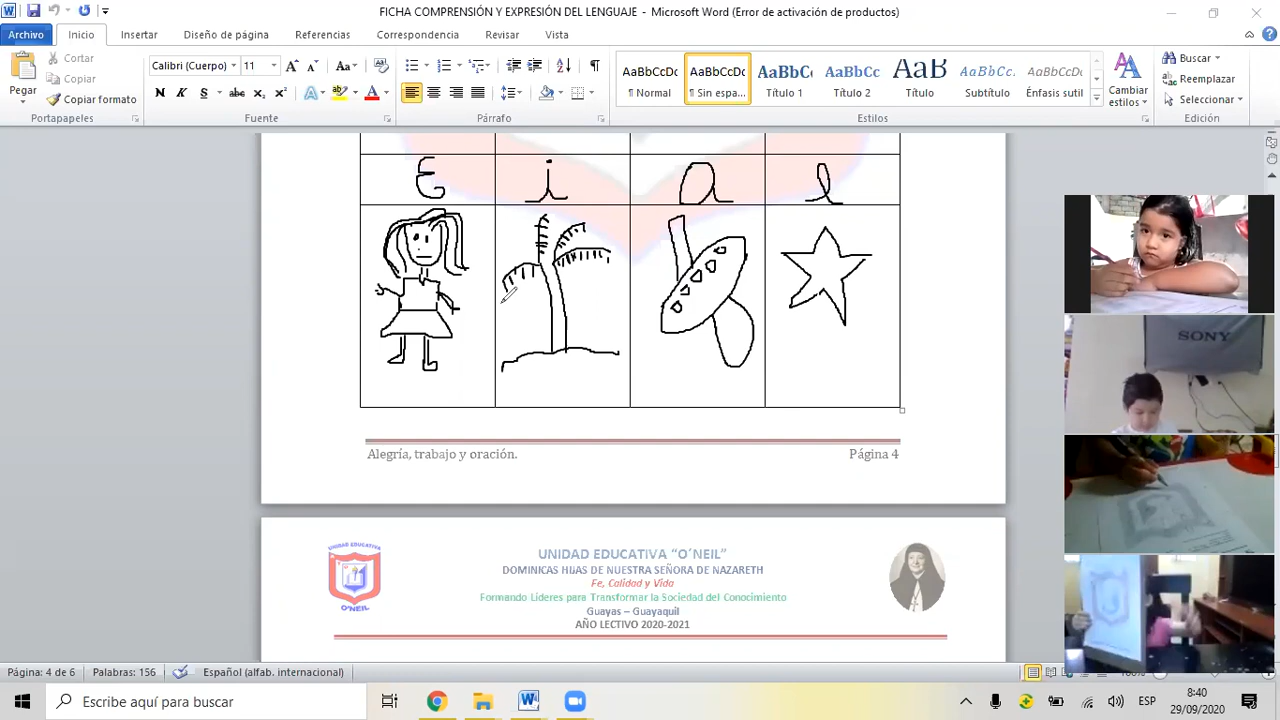 FICHA COMPRENSIÓN Y EXPRESIÓN DEL LENGUAJE - Microsoft Word (Error de activación de productos)
Archivo Inicio Insertar Diseño de página Referencias Correspondencia Revisar Vista
Cortar
Copiar
Copiar formato
Pegar
Portapapeles
Calibri (Cuerpo) 11
Fuente
Párrafo
AaBbCcDc AaBbCcDc AaBbC AaBbCc AaB AaBbCc AaBbCcDc
¶ Normal ¶ Sin espa... Título 1 Título 2 Título Subtítulo Énfasis sutil
Cambiar estilos
Estilos
Buscar
Reemplazar
Seleccionar
Edición
E i a l
Alegría, trabajo y oración. Página 4
UNIDAD EDUCATIVA
O´NEIL
UNIDAD EDUCATIVA “O´NEIL”
DOMINICAS HIJAS DE NUESTRA SEÑORA DE NAZARETH
Fe, Calidad y Vida
Formando Líderes para Transformar la Sociedad del Conocimiento
Guayas – Guayaquil
AÑO LECTIVO 2020-2021
SONY
Página: 4 de 6 Palabras: 156 Español (alfab. internacional)
Escribe aquí para buscar
ESP
8:40
29/09/2020